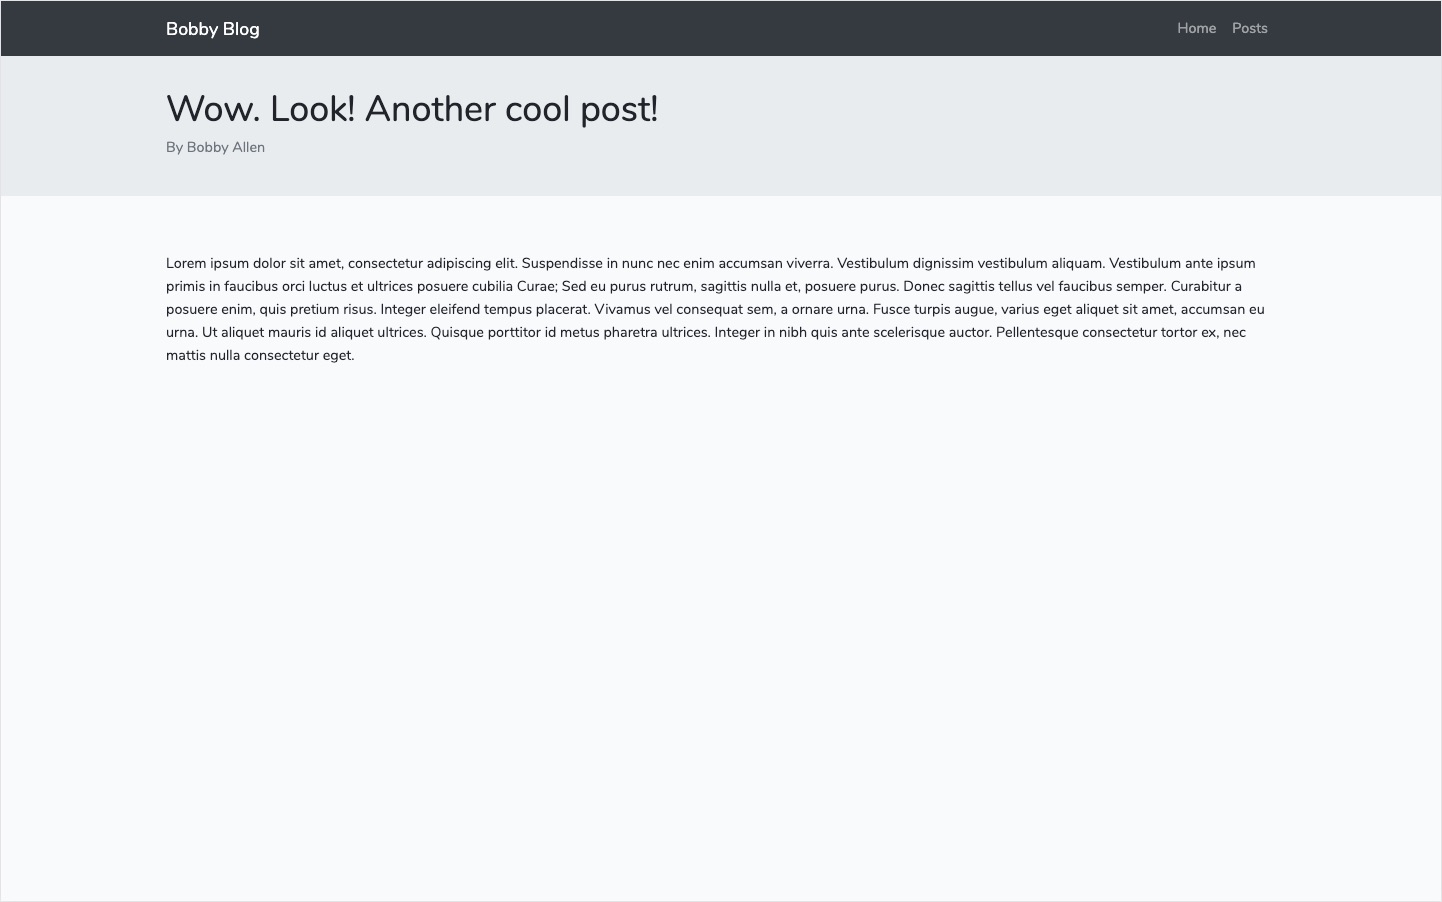 Bobby Blog
Home Posts
Wow. Look! Another cool post!
By Bobby Allen
Lorem ipsum dolor sit amet, consectetur adipiscing elit. Suspendisse in nunc nec enim accumsan viverra. Vestibulum dignissim vestibulum aliquam. Vestibulum ante ipsum
primis in faucibus orci luctus et ultrices posuere cubilia Curae; Sed eu purus rutrum, sagittis nulla et, posuere purus. Donec sagittis tellus vel faucibus semper. Curabitur a
posuere enim, quis pretium risus. Integer eleifend tempus placerat. Vivamus vel consequat sem, a ornare urna. Fusce turpis augue, varius eget aliquet sit amet, accumsan eu
urna. Ut aliquet mauris id aliquet ultrices. Quisque porttitor id metus pharetra ultrices. Integer in nibh quis ante scelerisque auctor. Pellentesque consectetur tortor ex, nec
mattis nulla consectetur eget.